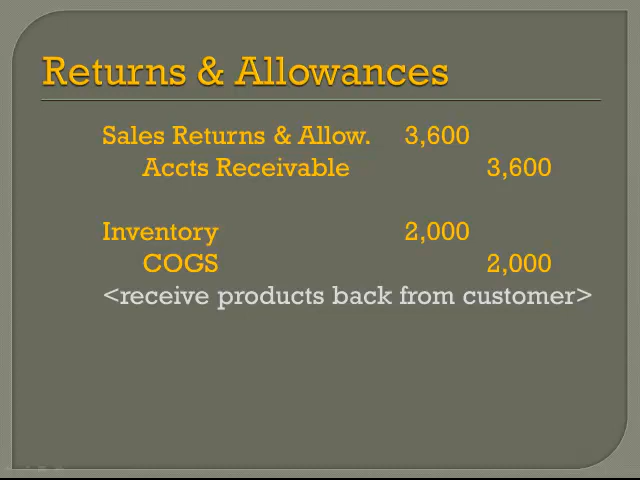 Returns & Allowances
Sales Returns & Allow. 3,600
Accts Receivable 3,600
Inventory 2,000
COGS 2,000
<receive products back from customer>